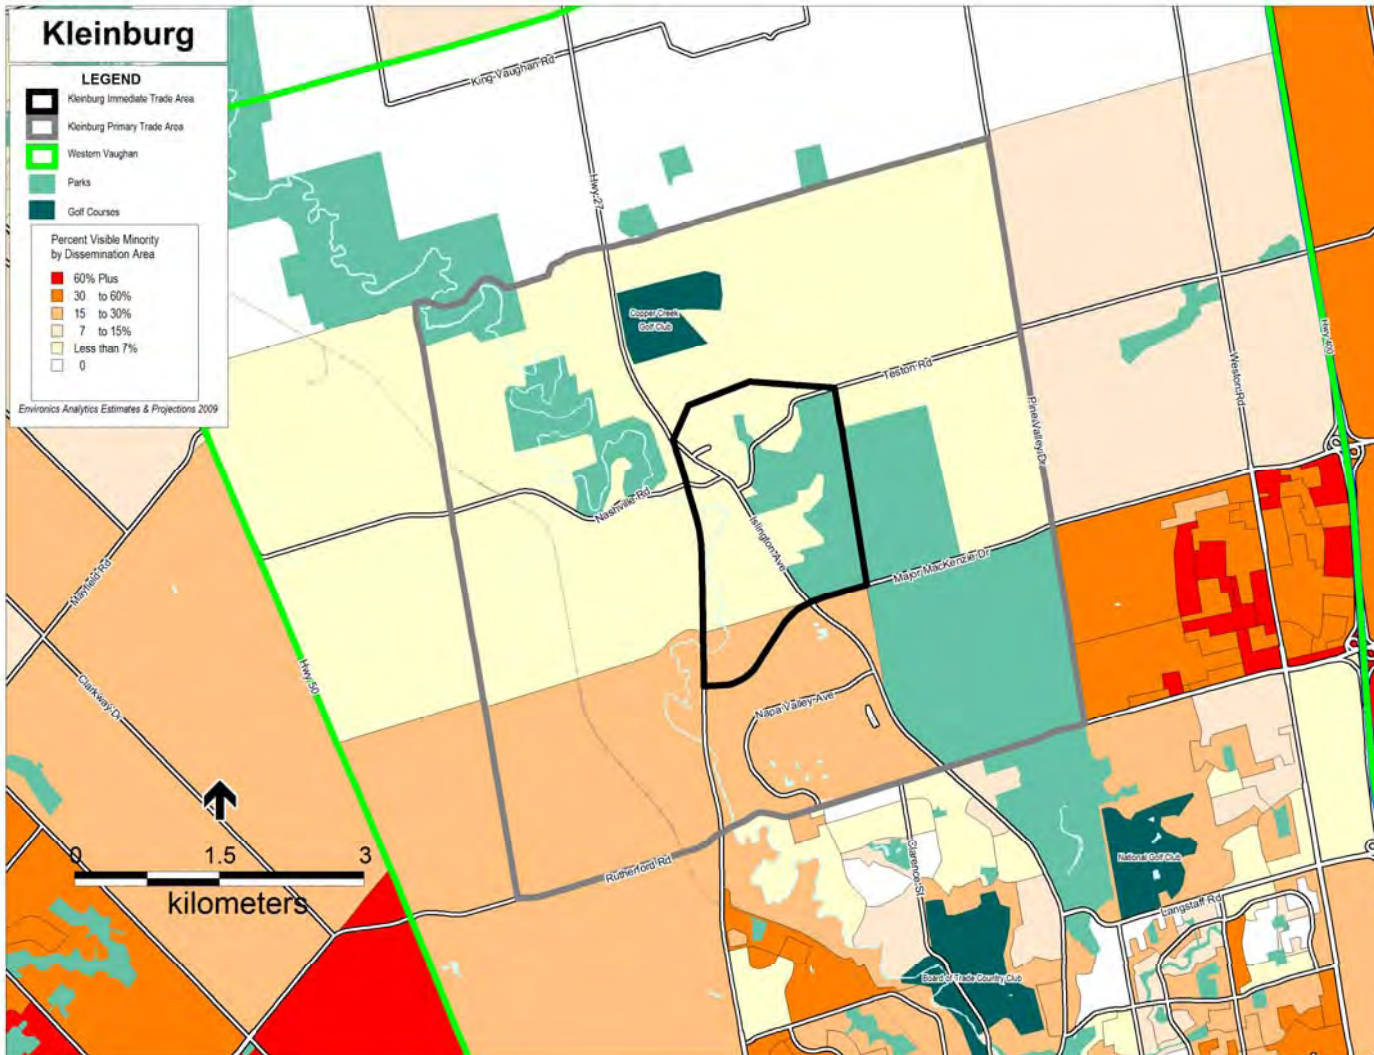 Kleinburg
LEGEND
Kleinburg Immediate Trade Area
Kleinburg Primary Trade Area
Western Vaughan
Parks
Golf Courses
Percent Visible Minority
by Dissemination Area
60% Plus
30 to 60%
15 to 30%
7 to 15%
Less than 7%
0
Environics Analytics Estimates & Projections 2009
King-Vaughan Rd
Hwy 27
Copper Creek
Golf Club
Teston Rd
Pine Valley Dr
Weston Rd
Hwy 400
Nashville Rd
Islington Ave
Major MacKenzie Dr
Mayfield Rd
Clarkway Dr
Hwy 50
Napa Valley Ave
Rutherford Rd
Clarence St
National Golf Club
Langstaff Rd
Board of Trade Country Club
0 1.5 3
kilometers